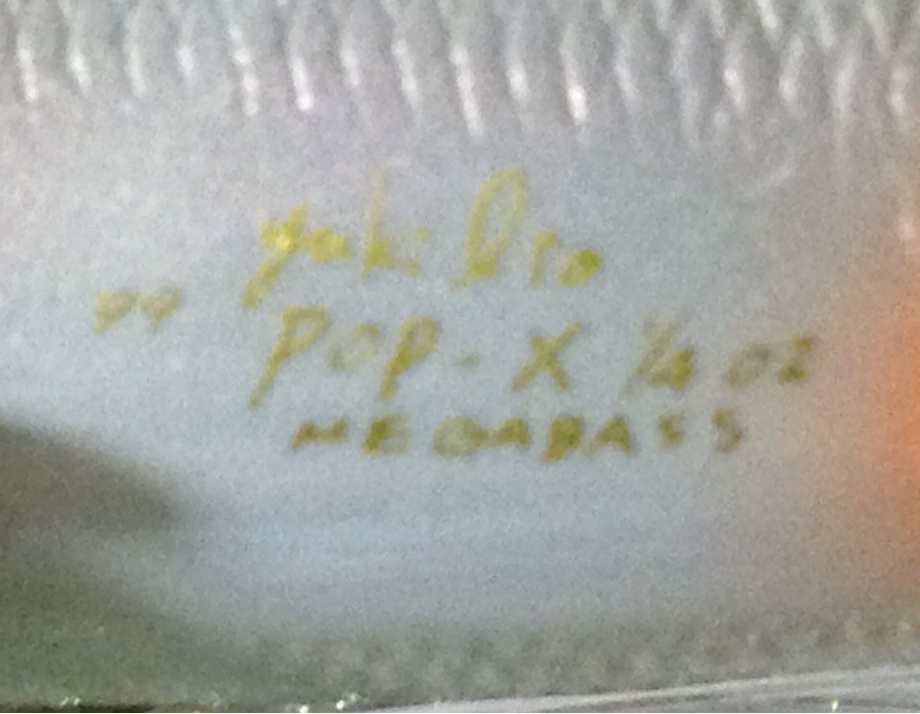 yuki Ito
99
POP-X 1/4 oz
MEGABASS